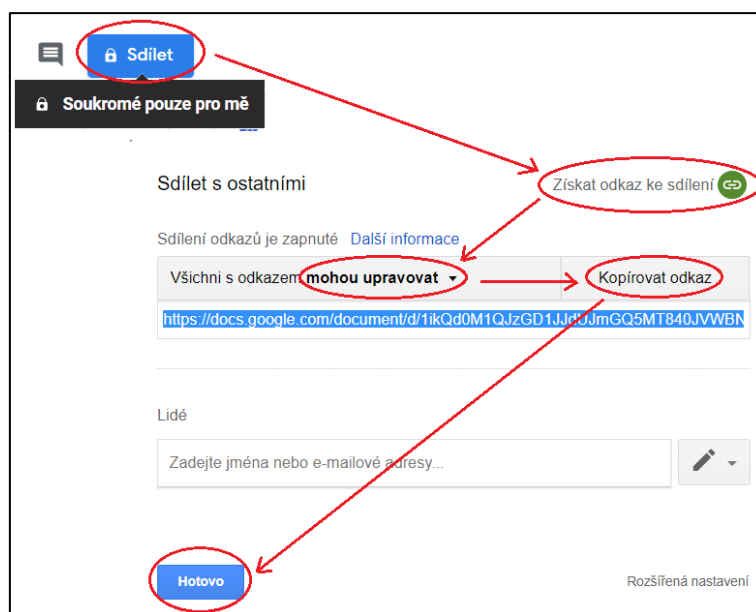 Sdílet
Soukromé pouze pro mě
Sdílet s ostatními
Získat odkaz ke sdílení
Sdílení odkazů je zapnuté Další informace
Všichni s odkazem mohou upravovat
Kopírovat odkaz
https://docs.google.com/document/d/1ikQd0M1QJzGD1JJdUJmGQ5MT840JVWBN
Lidé
Zadejte jména nebo e-mailové adresy...
Hotovo
Rozšířená nastavení